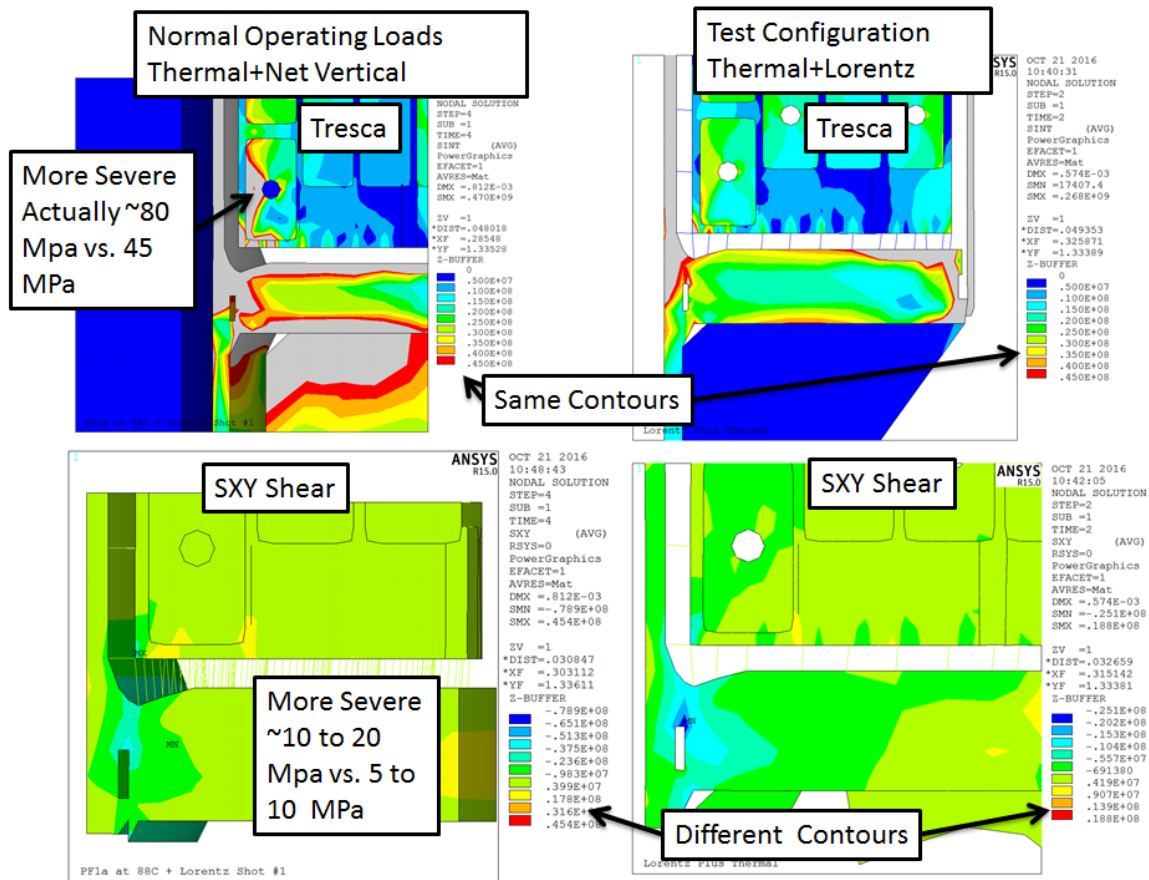 Normal Operating Loads
Thermal+Net Vertical
Tresca
More Severe
Actually ~80
Mpa vs. 45
MPa
NODAL SOLUTION
STEP=4
SUB =1
TIME=4
SINT (AVG)
PowerGraphics
EFACET=1
AVRES=Mat
DMX =.812E-03
SMX =.470E+09
ZV =1
*DIST=.048018
*XF =.28548
*YF =1.33528
Z-BUFFER
0
.500E+07
.100E+08
.150E+08
.200E+08
.250E+08
.300E+08
.350E+08
.400E+08
.450E+08
PF1a at 88C + Lorentz Shot #1
1
Test Configuration
Thermal+Lorentz
Tresca
SYS
R15.0
OCT 21 2016
10:40:31
NODAL SOLUTION
STEP=2
SUB =1
TIME=2
SINT (AVG)
PowerGraphics
EFACET=1
AVRES=Mat
DMX =.574E-03
SMN =17407.4
SMX =.268E+09
ZV =1
*DIST=.049353
*XF =.325871
*YF =1.33389
Z-BUFFER
0
.500E+07
.100E+08
.150E+08
.200E+08
.250E+08
.300E+08
.350E+08
.400E+08
.450E+08
Lorentz Plus Thermal
Same Contours
1
SXY Shear
ANSYS
R15.0
OCT 21 2016
10:48:43
NODAL SOLUTION
STEP=4
SUB =1
TIME=4
SXY (AVG)
RSYS=0
PowerGraphics
EFACET=1
AVRES=Mat
DMX =.812E-03
SMN =-.789E+08
SMX =.454E+08
ZV =1
*DIST=.030847
*XF =.303112
*YF =1.33611
Z-BUFFER
-.789E+08
-.651E+08
-.513E+08
-.375E+08
-.236E+08
-.983E+07
.399E+07
.178E+08
.316E+08
.454E+08
MX
MN
More Severe
~10 to 20
Mpa vs. 5 to
10 MPa
PF1a at 88C + Lorentz Shot #1
1
SXY Shear
ANSYS
R15.0
OCT 21 2016
10:42:05
NODAL SOLUTION
STEP=2
SUB =1
TIME=2
SXY (AVG)
RSYS=0
PowerGraphics
EFACET=1
AVRES=Mat
DMX =.574E-03
SMN =-.251E+08
SMX =.188E+08
ZV =1
*DIST=.032659
*XF =.315142
*YF =1.33381
Z-BUFFER
-.251E+08
-.202E+08
-.153E+08
-.104E+08
-.557E+07
-691380
.419E+07
.907E+07
.139E+08
.188E+08
MN
Different Contours
Lorentz Plus Thermal